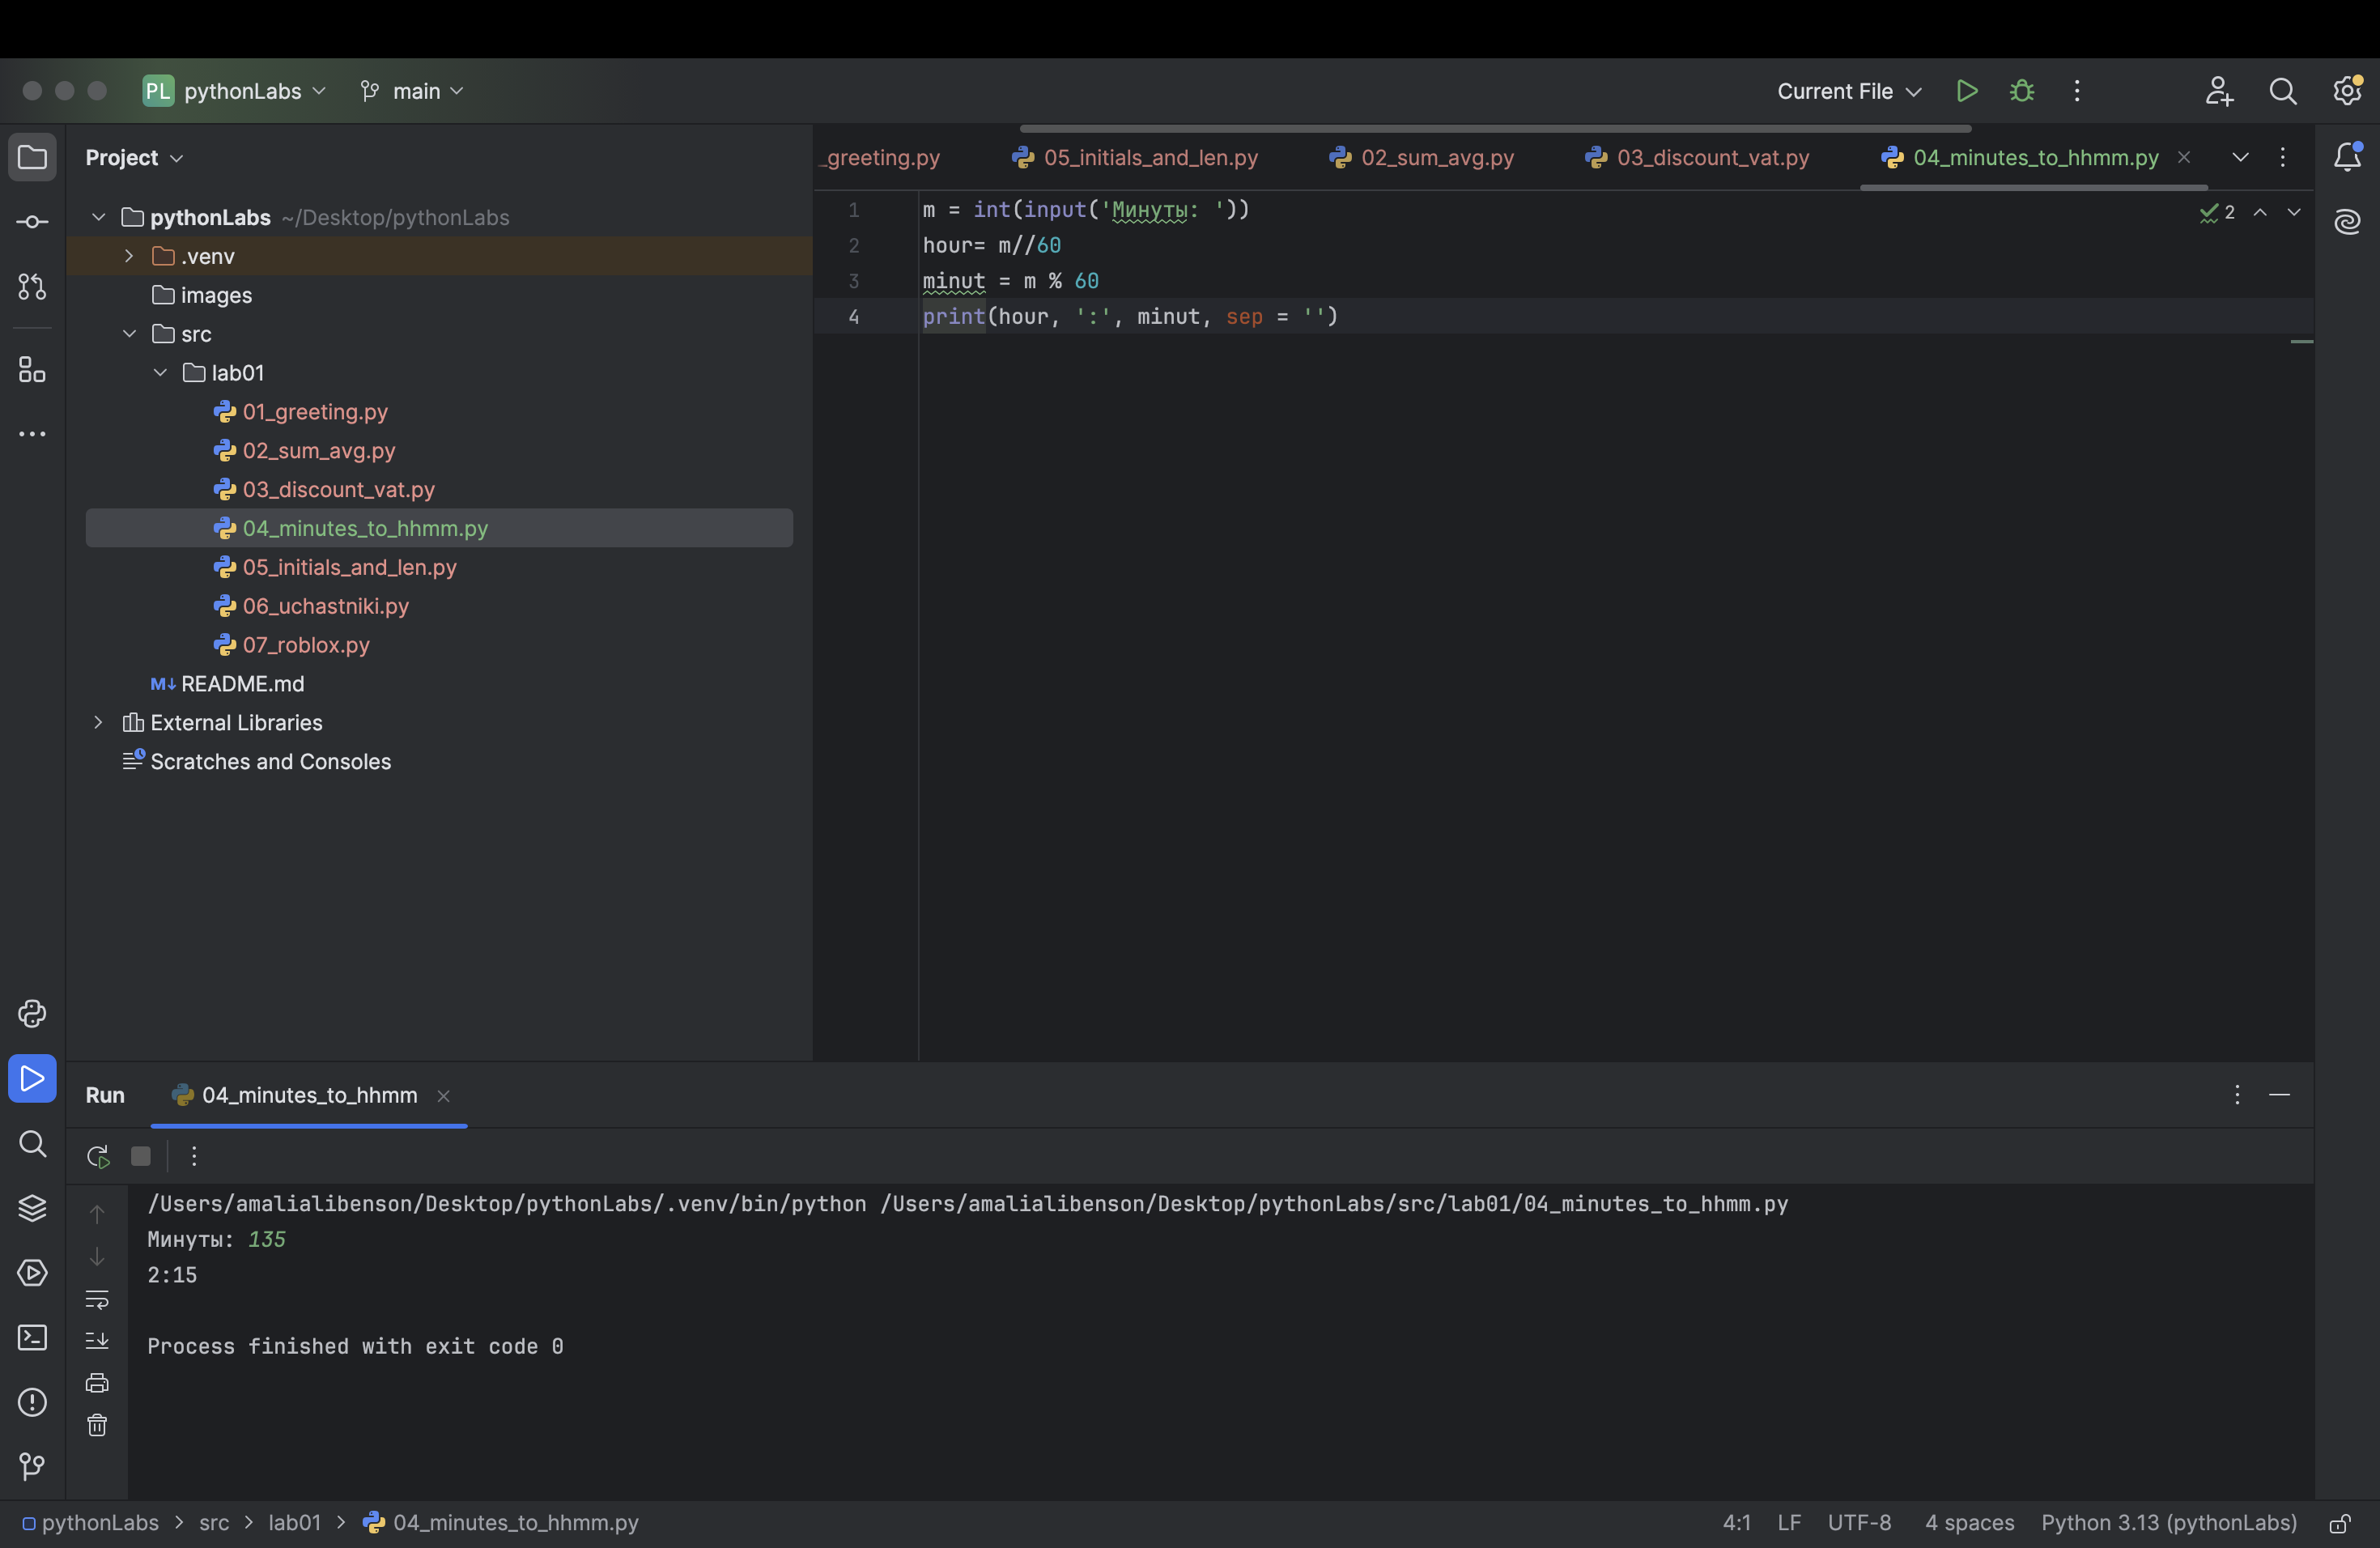 PL pythonLabs main Current File
Project
_greeting.py 05_initials_and_len.py 02_sum_avg.py 03_discount_vat.py 04_minutes_to_hhmm.py
pythonLabs ~/Desktop/pythonLabs
.venv
images
src
lab01
01_greeting.py
02_sum_avg.py
03_discount_vat.py
04_minutes_to_hhmm.py
05_initials_and_len.py
06_uchastniki.py
07_roblox.py
M↓ README.md
External Libraries
Scratches and Consoles
1 m = int(input('Минуты: '))
2 hour= m//60
3 minut = m % 60
4 print(hour, ':', minut, sep = '')
2
Run 04_minutes_to_hhmm
/Users/amalialibenson/Desktop/pythonLabs/.venv/bin/python /Users/amalialibenson/Desktop/pythonLabs/src/lab01/04_minutes_to_hhmm.py
Минуты: 135
2:15
Process finished with exit code 0
pythonLabs > src > lab01 > 04_minutes_to_hhmm.py 4:1 LF UTF-8 4 spaces Python 3.13 (pythonLabs)